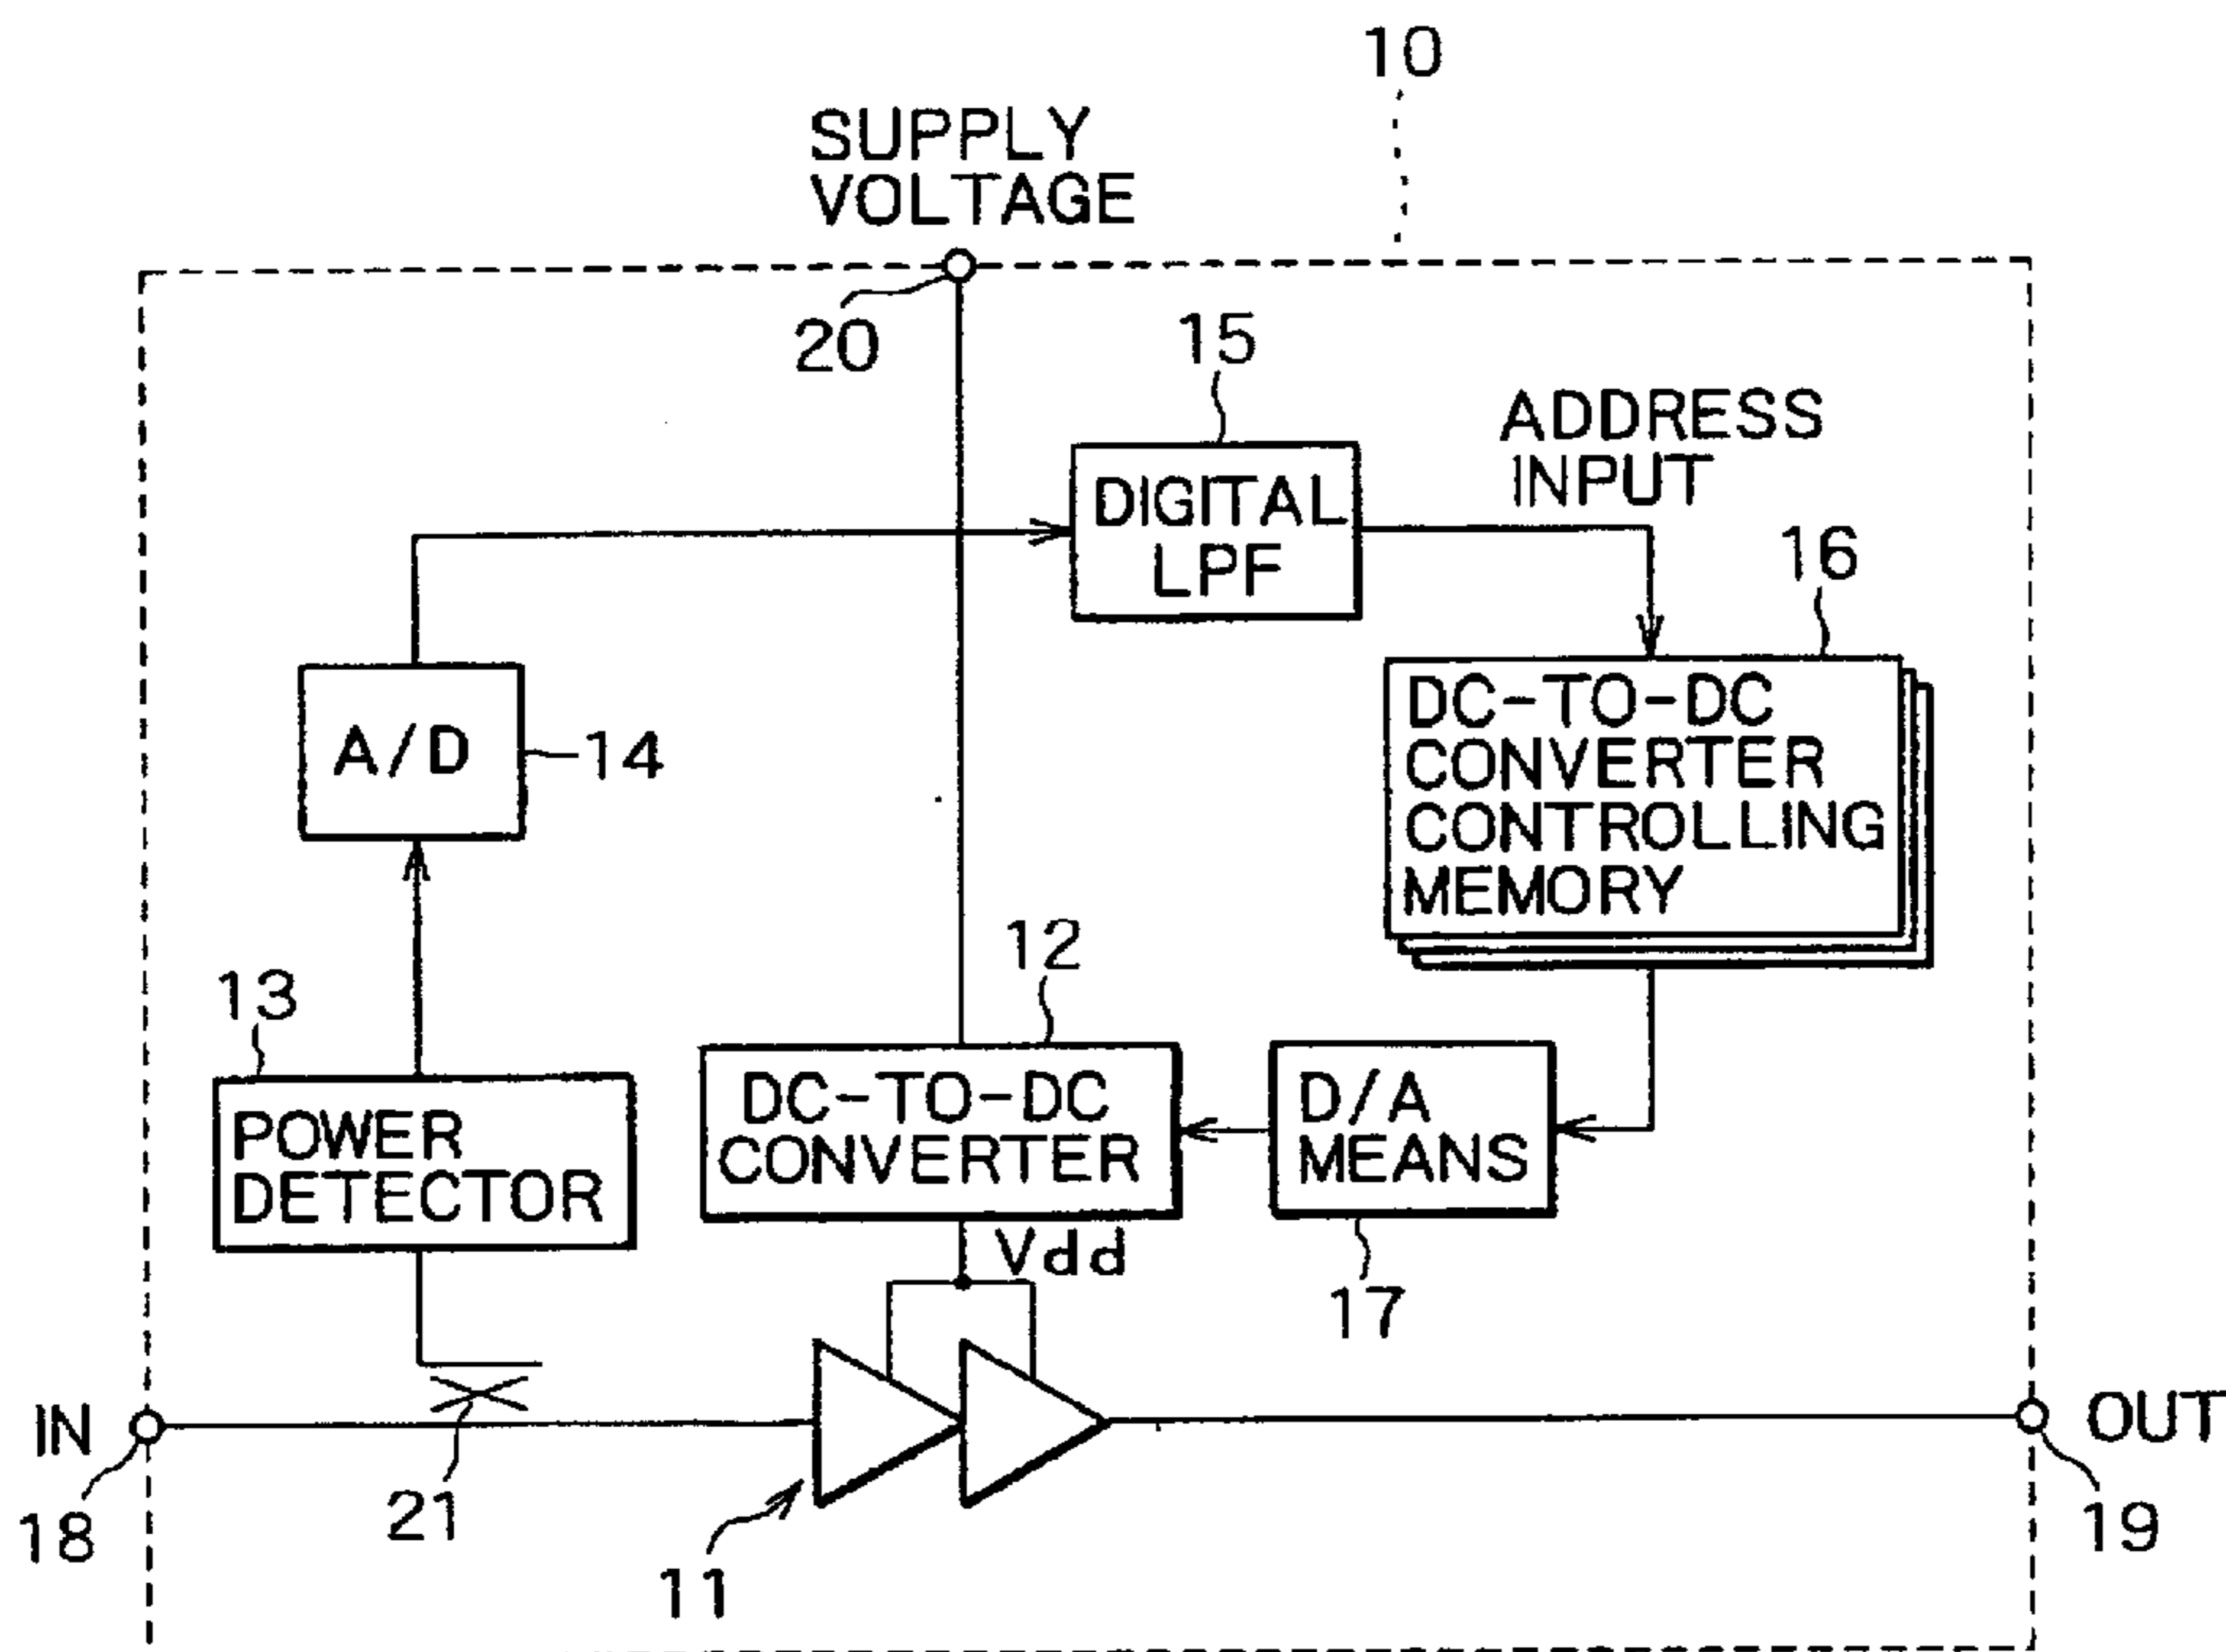 10
SUPPLY
VOLTAGE
20
15
ADDRESS
INPUT
DIGITAL
LPF
16
A/D
14
DC-TO-DC
CONVERTER
CONTROLLING
MEMORY
13
12
POWER
DETECTOR
DC-TO-DC
CONVERTER
D/A
MEANS
Vdd
17
IN
OUT
18
21
11
19